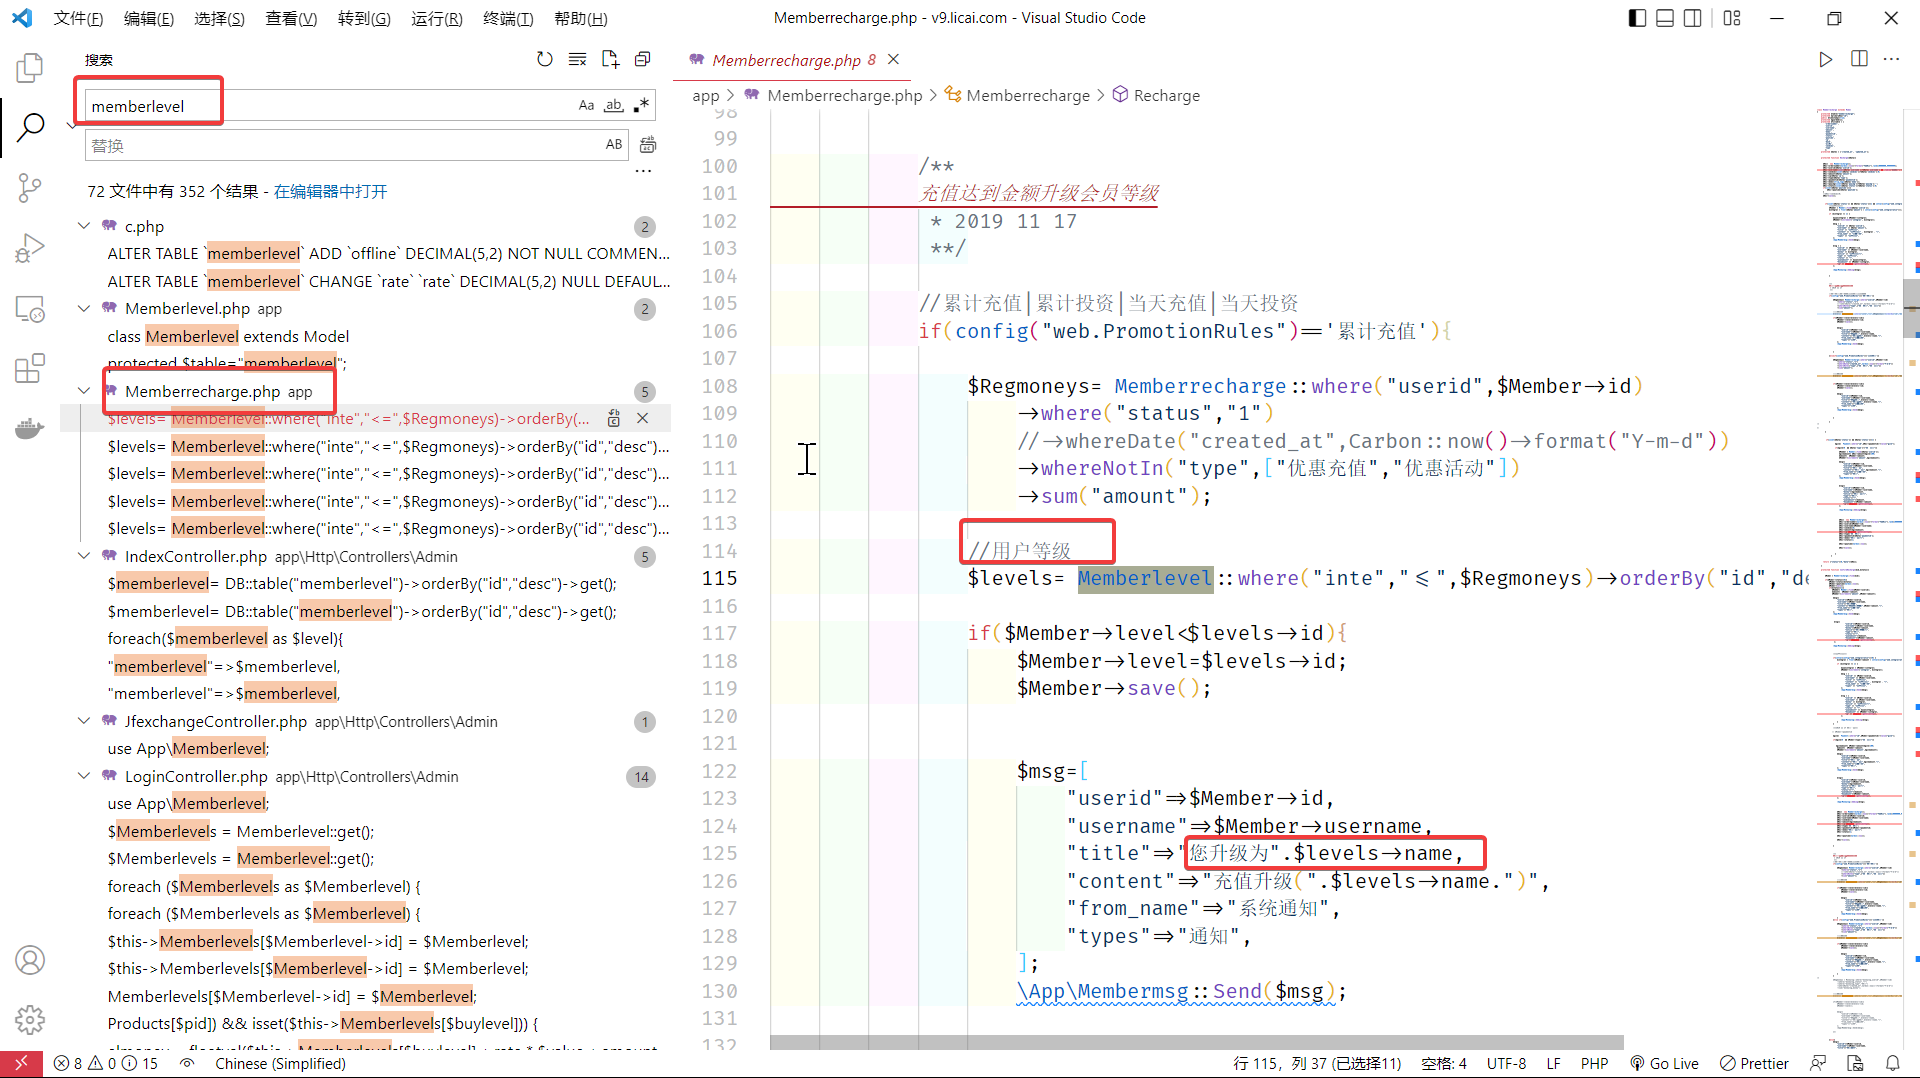 文件(F) 编辑(E) 选择(S) 查看(V) 转到(G) 运行(R) 终端(T) 帮助(H) Memberrecharge.php - v9.licai.com - Visual Studio Code
搜索
memberlevel
Aa ab .*
替换
AB
72 文件中有 352 个结果 - 在编辑器中打开
c.php 2
ALTER TABLE `memberlevel` ADD `offline` DECIMAL(5,2) NOT NULL COMMEN...
ALTER TABLE `memberlevel` CHANGE `rate` `rate` DECIMAL(5,2) NULL DEFAUL...
Memberlevel.php app 2
class Memberlevel extends Model
protected $table="memberlevel";
Memberrecharge.php app 5
$levels= Memberlevel::where("inte","<=",$Regmoneys)->orderBy(...
$levels= Memberlevel::where("inte","<=",$Regmoneys)->orderBy("id","desc")...
$levels= Memberlevel::where("inte","<=",$Regmoneys)->orderBy("id","desc")...
$levels= Memberlevel::where("inte","<=",$Regmoneys)->orderBy("id","desc")...
$levels= Memberlevel::where("inte","<=",$Regmoneys)->orderBy("id","desc")...
IndexController.php app\Http\Controllers\Admin 5
$memberlevel= DB::table("memberlevel")->orderBy("id","desc")->get();
$memberlevel= DB::table("memberlevel")->orderBy("id","desc")->get();
foreach($memberlevel as $level){
"memberlevel"=>$memberlevel,
"memberlevel"=>$memberlevel,
JfexchangeController.php app\Http\Controllers\Admin 1
use App\Memberlevel;
LoginController.php app\Http\Controllers\Admin 14
use App\Memberlevel;
$Memberlevels = Memberlevel::get();
$Memberlevels = Memberlevel::get();
foreach ($Memberlevels as $Memberlevel) {
foreach ($Memberlevels as $Memberlevel) {
$this->Memberlevels[$Memberlevel->id] = $Memberlevel;
$this->Memberlevels[$Memberlevel->id] = $Memberlevel;
Memberlevels[$Memberlevel->id] = $Memberlevel;
Products[$pid]) && isset($this->Memberlevels[$buylevel])) {
Memberrecharge.php 8
app > Memberrecharge.php > Memberrecharge > Recharge
98
99
100 /**
101 充值达到金额升级会员等级
102 * 2019 11 17
103 **/
104
105 //累计充值|累计投资|当天充值|当天投资
106 if(config("web.PromotionRules")=='累计充值'){
107
108 $Regmoneys= Memberrecharge::where("userid",$Member->id)
109 ->where("status","1")
110 //->whereDate("created_at",Carbon::now()->format("Y-m-d"))
111 ->whereNotIn("type",["优惠充值","优惠活动"])
112 ->sum("amount");
113
114 //用户等级
115 $levels= Memberlevel::where("inte","<=",$Regmoneys)->orderBy("id","de
116
117 if($Member->level<$levels->id){
118 $Member->level=$levels->id;
119 $Member->save();
120
121
122 $msg=[
123 "userid"=>$Member->id,
124 "username"=>$Member->username,
125 "title"=>"您升级为".$levels->name,
126 "content"=>"充值升级(".$levels->name.")",
127 "from_name"=>"系统通知",
128 "types"=>"通知",
129 ];
130 \App\Membermsg::Send($msg);
131
132
8 0 15 Chinese (Simplified) 行 115，列 37 (已选择11) 空格: 4 UTF-8 LF PHP Go Live Prettier